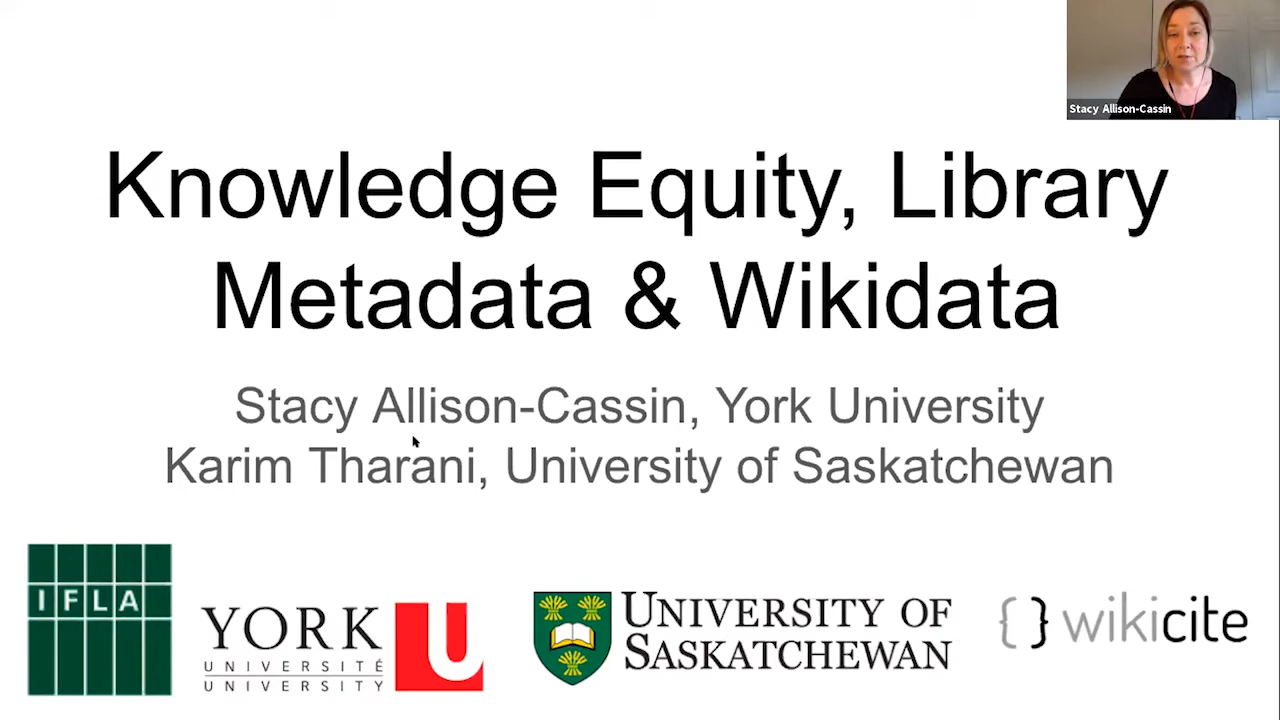 Stacy Allison-Cassin
Knowledge Equity, Library
Metadata & Wikidata
Stacy Allison-Cassin, York University
Karim Tharani, University of Saskatchewan
IFLA
YORK U
UNIVERSITÉ
UNIVERSITY
UNIVERSITY OF
SASKATCHEWAN
{ } wikicite